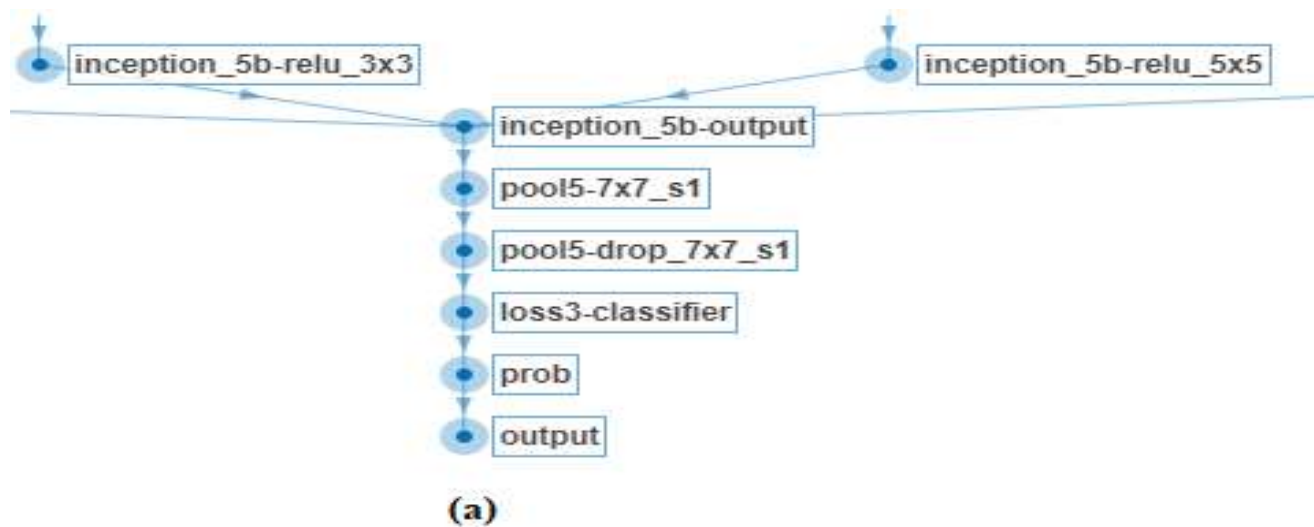 inception_5b-relu_3x3
inception_5b-relu_5x5
inception_5b-output
pool5-7x7_s1
pool5-drop_7x7_s1
loss3-classifier
prob
output
(a)